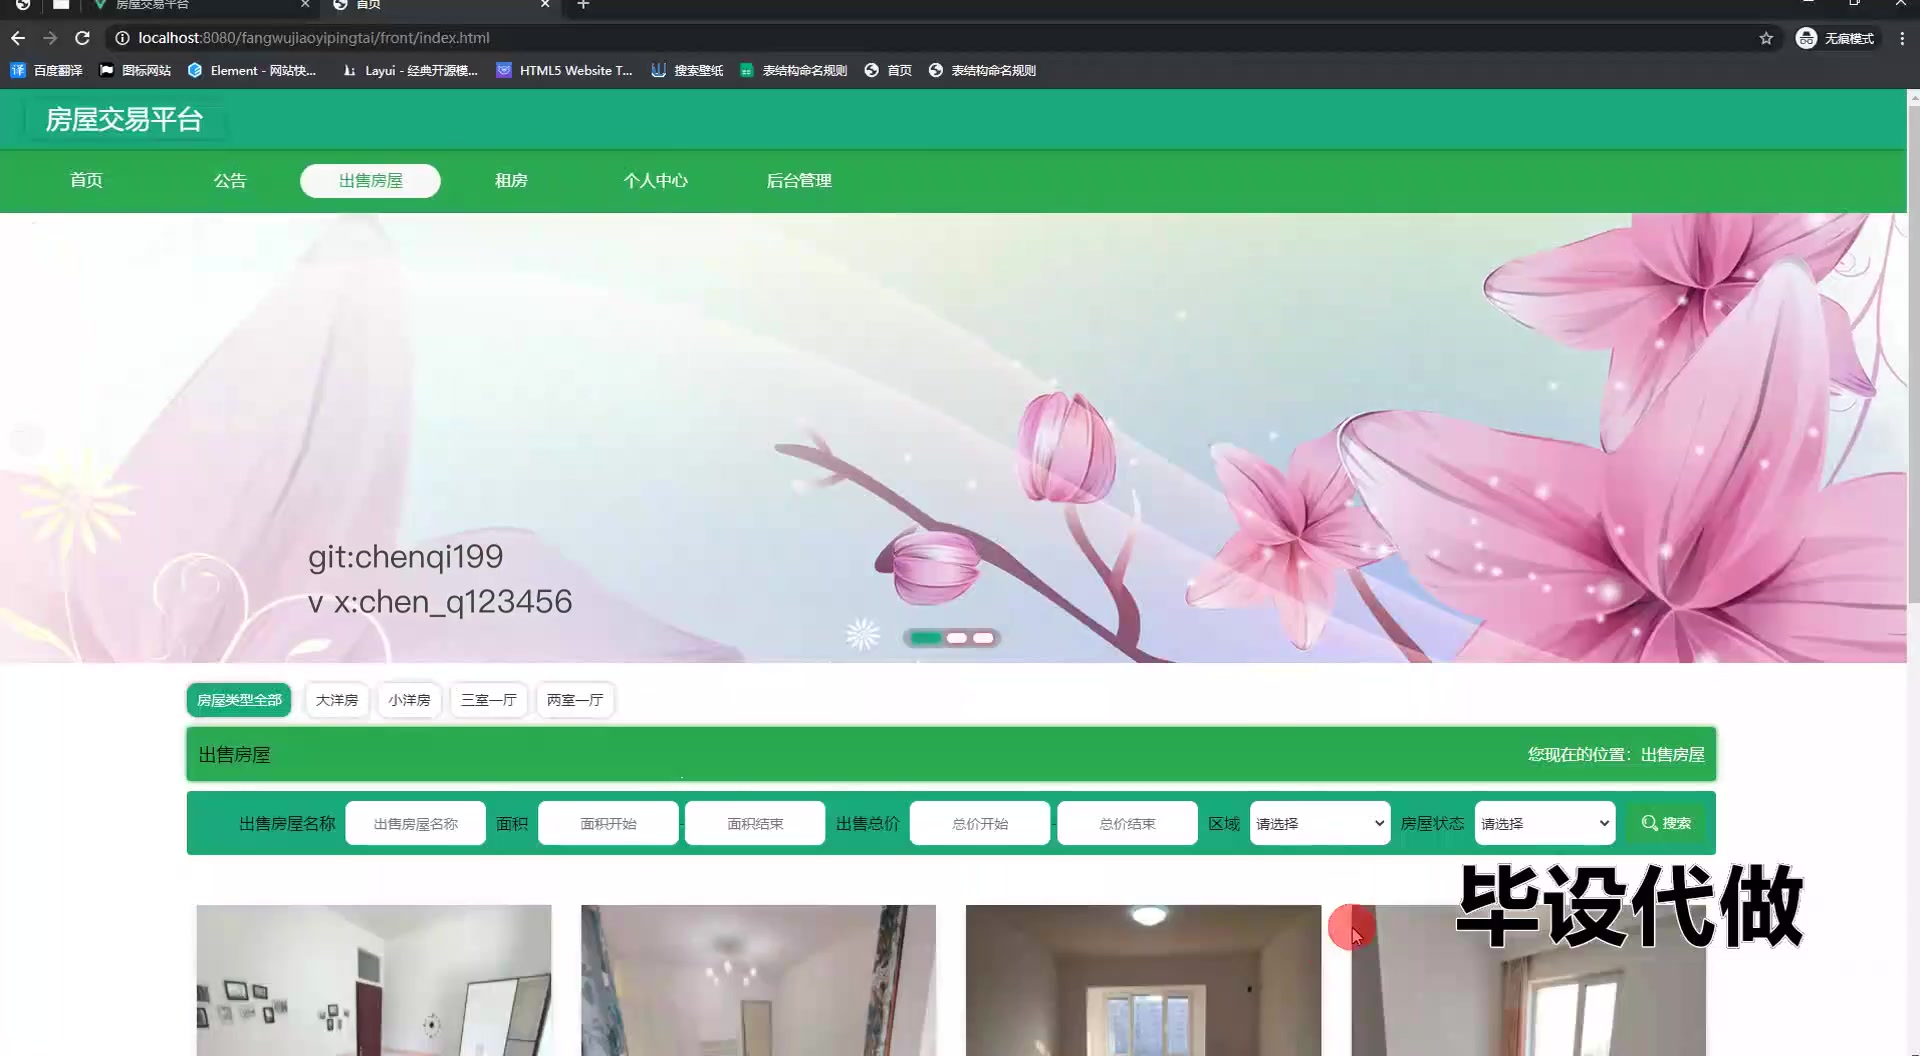 房屋交易平台
首页
localhost:8080/fangwujiaoyipingtai/front/index.html
无痕模式
百度翻译
图标网站
Element - 网站快...
Layui - 经典开源模...
HTML5 Website T...
搜索壁纸
表结构命名规则
首页
表结构命名规则
房屋交易平台
首页
公告
出售房屋
租房
个人中心
后台管理
git:chenqi199
v x:chen_q123456
房屋类型全部
大洋房
小洋房
三室一厅
两室一厅
出售房屋
您现在的位置：出售房屋
出售房屋名称
出售房屋名称
面积
面积开始
-
面积结束
出售总价
总价开始
-
总价结束
区域
请选择
房屋状态
请选择
搜索
毕设代做